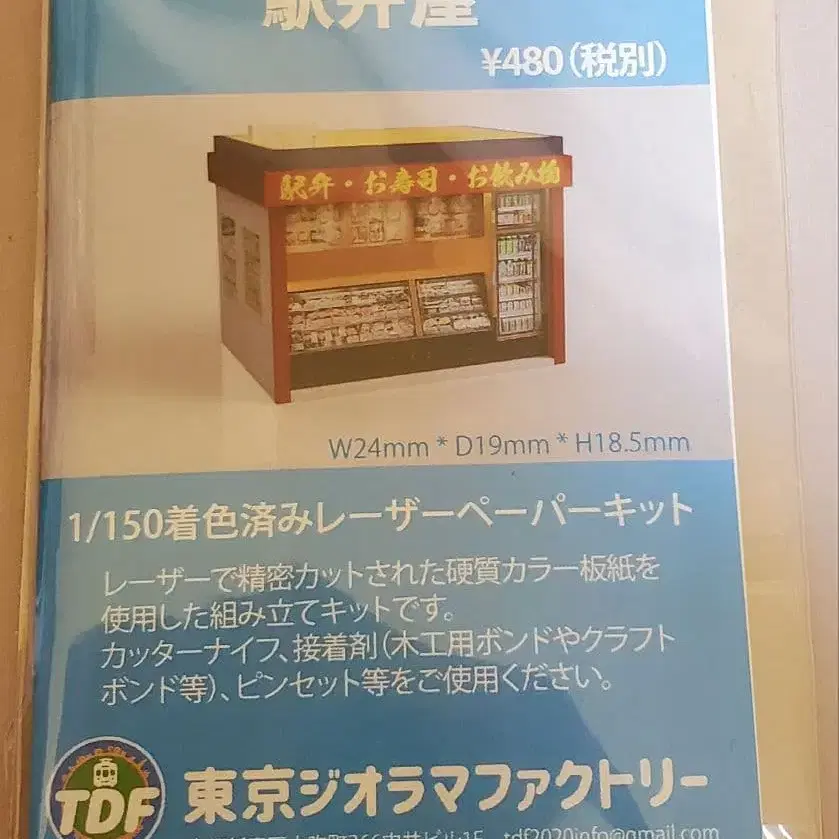 駅弁屋
¥480(税別)
駅弁・お寿司・お飲み物
W24mm * D19mm * H18.5mm
1/150着色済みレーザーペーパーキット
レーザーで精密カットされた硬質カラー板紙を
使用した組み立てキットです。
カッターナイフ、接着剤(木工用ボンドやクラフト
ボンド等)、ピンセット等をご使用ください。
TDF
東京ジオラマファクトリー
tdf2020info@gmail.com